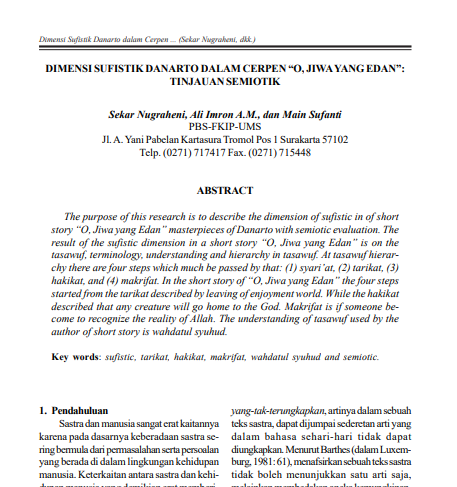 Dimensi Sufistik Danarto dalam Cerpen ... (Sekar Nugraheni, dkk.)
DIMENSI SUFISTIK DANARTO DALAM CERPEN “O, JIWA YANG EDAN”:
TINJAUAN SEMIOTIK
Sekar Nugraheni, Ali Imron A.M., dan Main Sufanti
PBS-FKIP-UMS
Jl. A. Yani Pabelan Kartasura Tromol Pos 1 Surakarta 57102
Telp. (0271) 717417 Fax. (0271) 715448
ABSTRACT
The purpose of this research is to describe the dimension of sufistic in of short
story “O, Jiwa yang Edan” masterpieces of Danarto with semiotic evaluation. The
result of the sufistic dimension in a short story “O, Jiwa yang Edan” is on the
tasawuf, terminology, understanding and hierarchy in tasawuf. At tasawuf hierar-
chy there are four steps which much be passed by that: (1) syari’at, (2) tarikat, (3)
hakikat, and (4) makrifat. In the short story of “O, Jiwa yang Edan” the four steps
started from the tarikat described by leaving of enjoyment world. While the hakikat
described that any creature will go home to the God. Makrifat is if someone be-
come to recognize the reality of Allah. The understanding of tasawuf used by the
author of short story is wahdatul syuhud.
Key words: sufistic, tarikat, hakikat, makrifat, wahdatul syuhud and semiotic.
1. Pendahuluan
Sastra dan manusia sangat erat kaitannya
karena pada dasarnya keberadaan sastra se-
ring bermula dari permasalahan serta persoalan
yang berada di dalam lingkungan kehidupan
manusia. Keterkaitan antara sastra dan kehi-
yang-tak-terungkapkan, artinya dalam sebuah
teks sastra, dapat dijumpai sederetan arti yang
dalam bahasa sehari-hari tidak dapat
diungkapkan. Menurut Barthes (dalam Luxem-
burg, 1981: 61), menafsirkan sebuah teks sastra
tidak boleh menunjukkan satu arti saja,